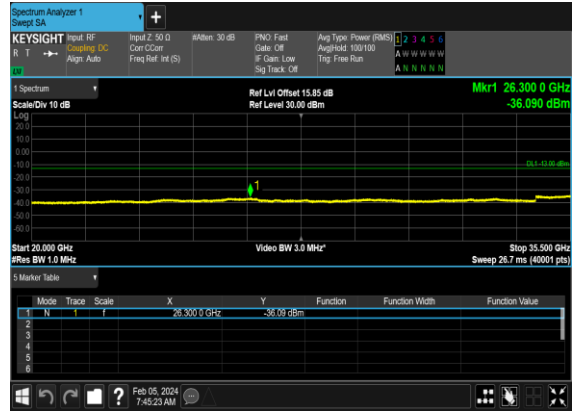 Spectrum Analyzer 1
Swept SA
+
KEYSIGHT Input: RF Input Z: 50 Ω #Atten: 30 dB PNO: Fast Avg Type: Power (RMS) 1 2 3 4 5 6
R T Coupling: DC Corr CCorr Gate: Off Avg|Hold: 100/100 A W W W W W
Align: Auto Freq Ref: Int (S) IF Gain: Low Trig: Free Run
Sig Track: Off A N N N N N
1 Spectrum Ref Lvl Offset 15.85 dB Mkr1 26.300 0 GHz
Scale/Div 10 dB Ref Level 30.00 dBm -36.090 dBm
Log
20.0
10.0
0.00
-10.0 DL1 -13.00 dBm
-20.0
-30.0 1
-40.0
-50.0
-60.0
Start 20.000 GHz Video BW 3.0 MHz* Stop 35.500 GHz
#Res BW 1.0 MHz Sweep 26.7 ms (40001 pts)
5 Marker Table
Mode Trace Scale X Y Function Function Width Function Value
1 N 1 f 26.300 0 GHz -36.09 dBm
2
3
4
5
6
? Feb 05, 2024
7:45:23 AM